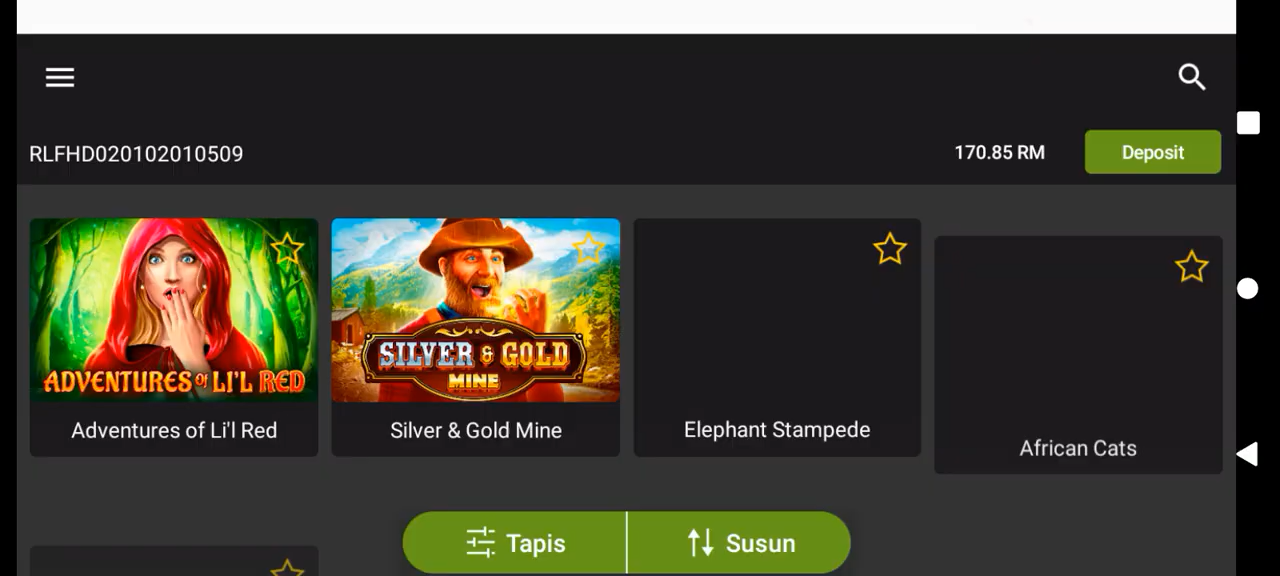 RLFHD020102010509
170.85 RM
Deposit
ADVENTURES OF LI'L RED
SILVER & GOLD
MINE
Adventures of Li'l Red
Silver & Gold Mine
Elephant Stampede
African Cats
Tapis
Susun